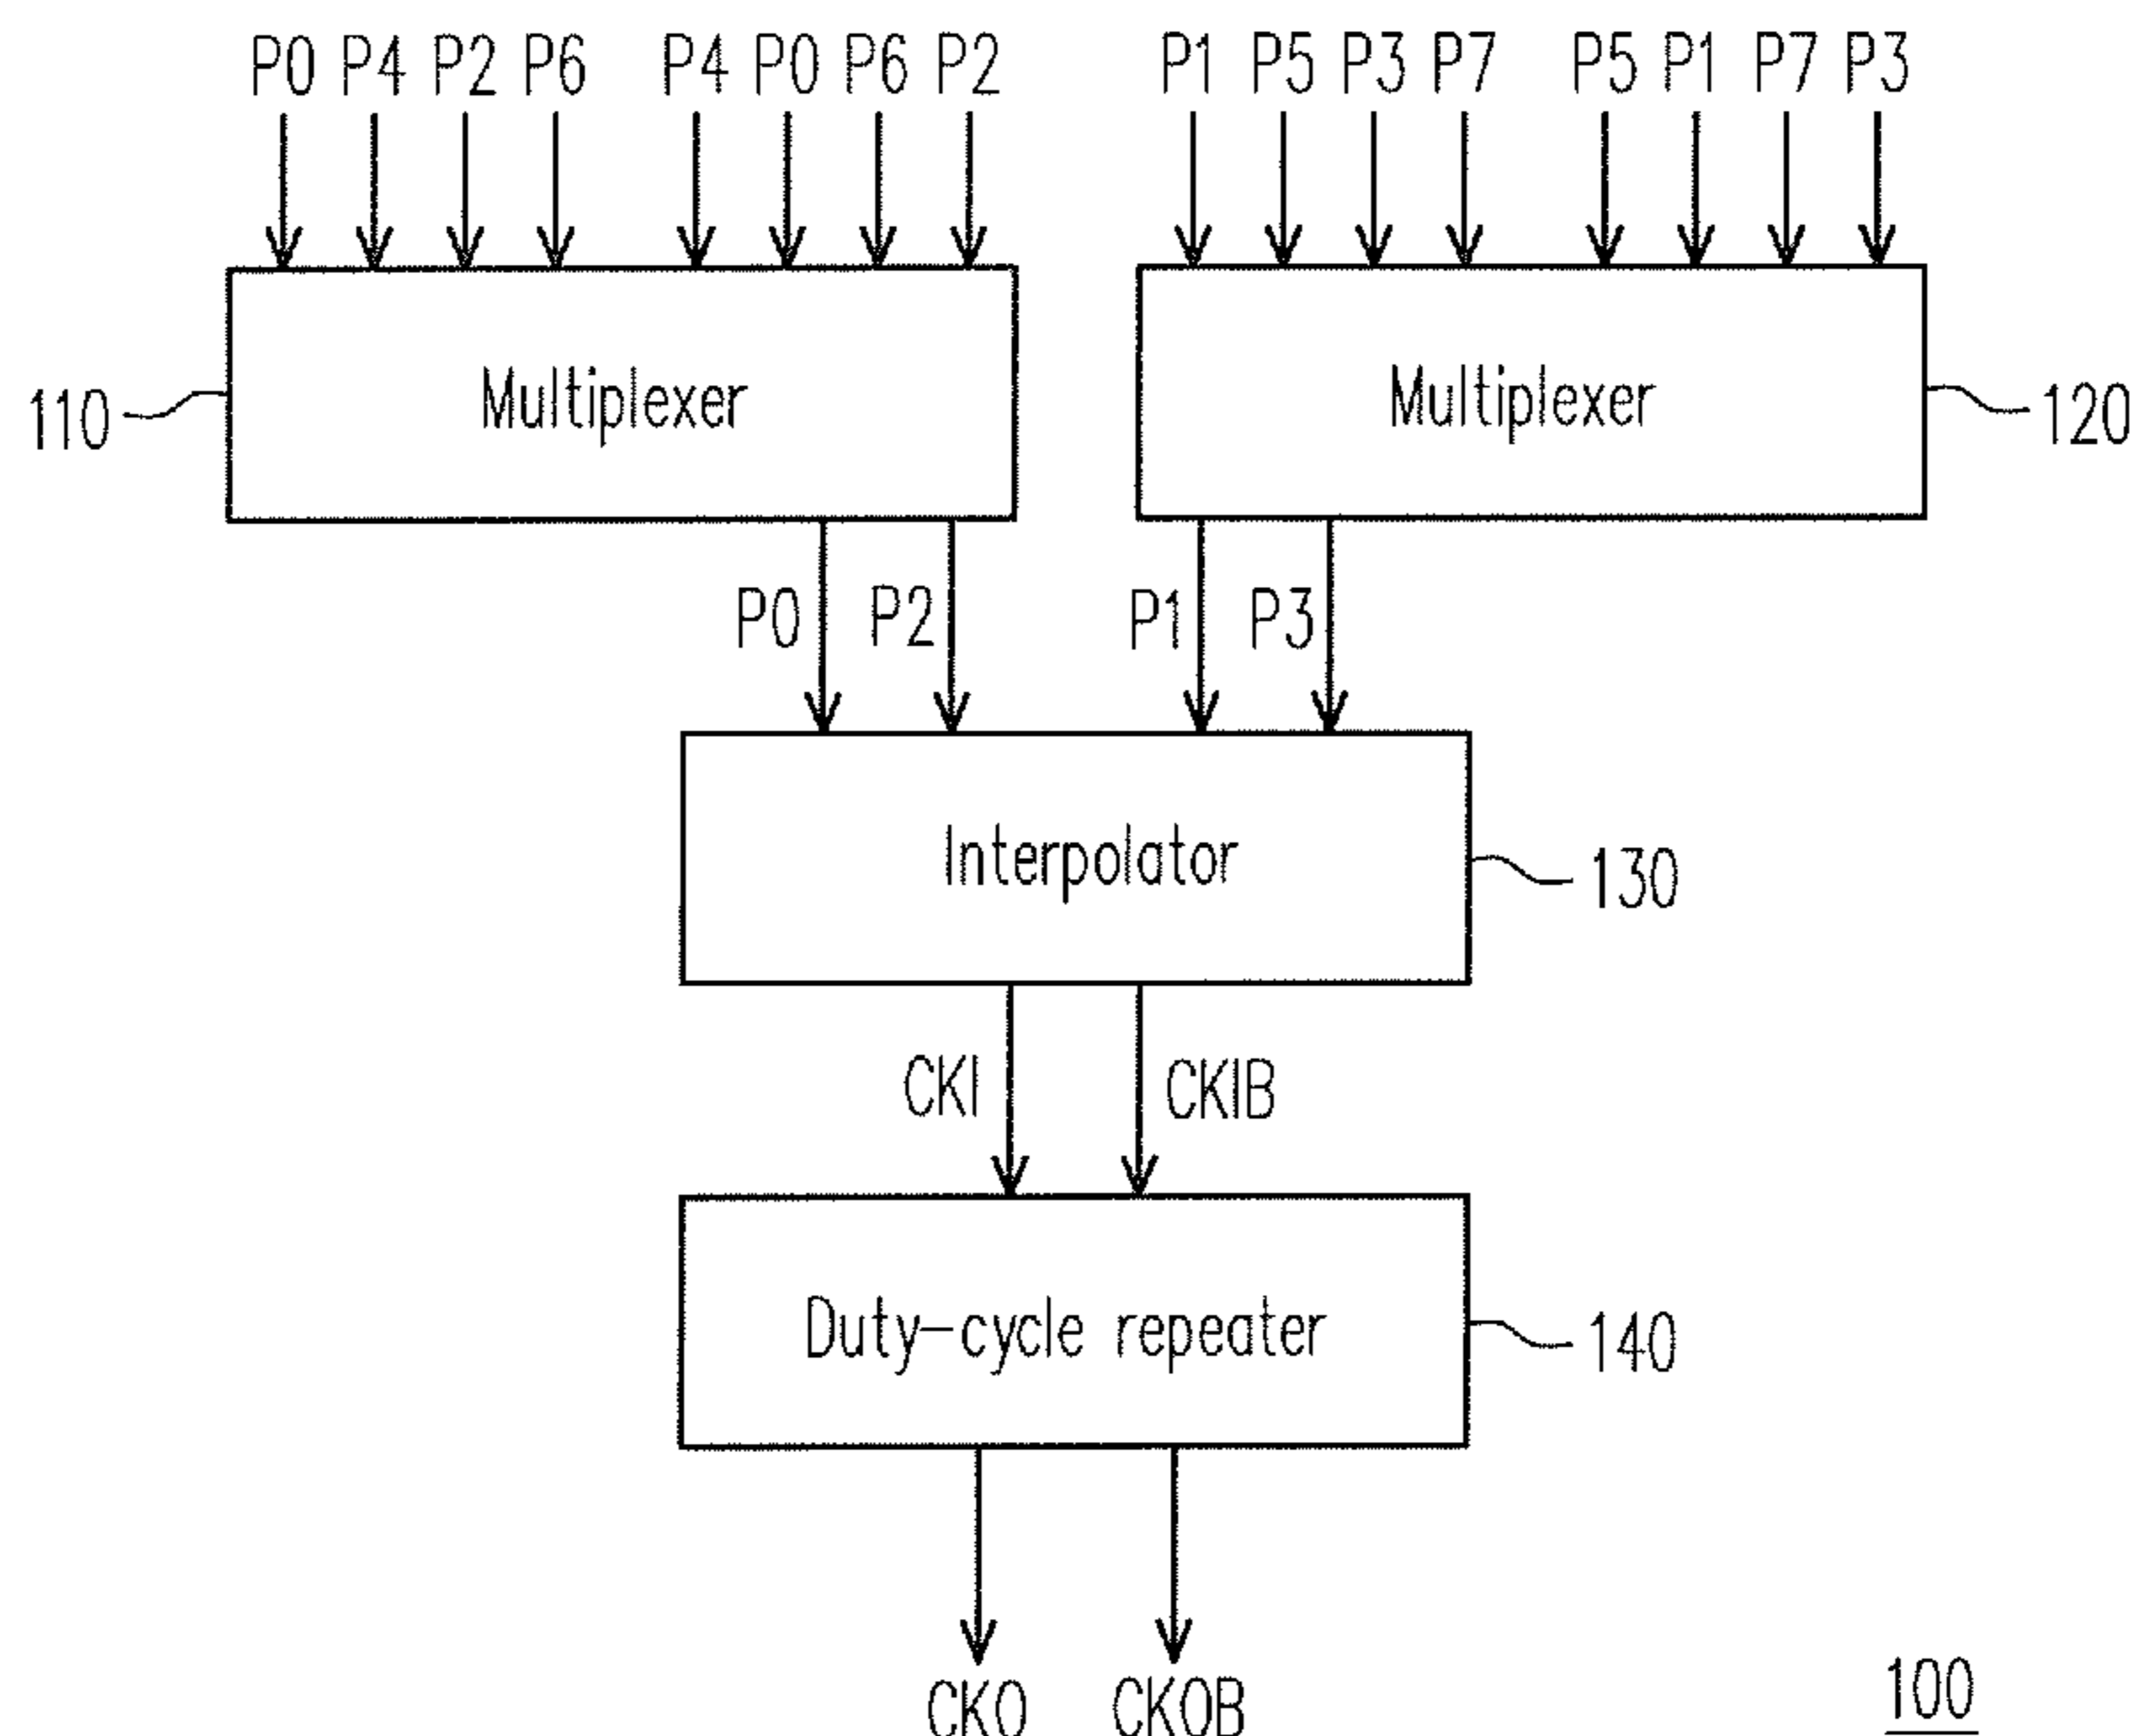 P0 P4 P2 P6 P4 P0 P6 P2 P1 P5 P3 P7 P5 P1 P7 P3
110 Multiplexer Multiplexer 120
P0 P2 P1 P3
Interpolator 130
CKI CKIB
Duty-cycle repeater 140
CKO CKOB
100